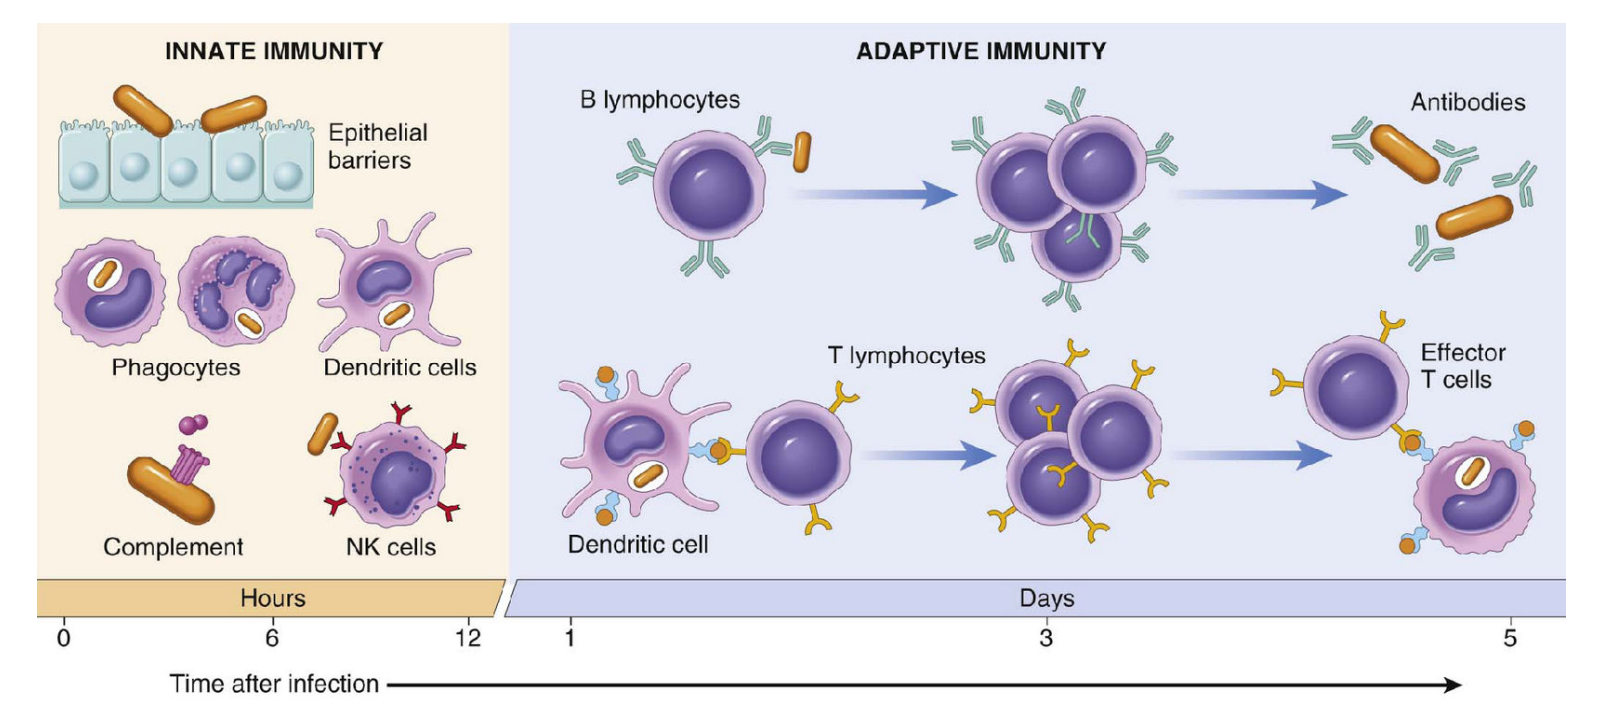 INNATE IMMUNITY
Epithelial
barriers
Phagocytes
Dendritic cells
Complement
NK cells
ADAPTIVE IMMUNITY
B lymphocytes
Antibodies
T lymphocytes
Effector
T cells
Dendritic cell
Hours
Days
0
6
12
1
3
5
Time after infection